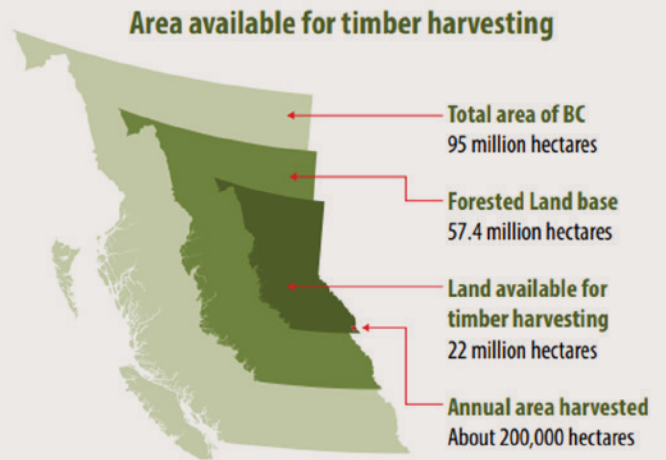 Area available for timber harvesting
Total area of BC
95 million hectares
Forested Land base
57.4 million hectares
Land available for
timber harvesting
22 million hectares
Annual area harvested
About 200,000 hectares